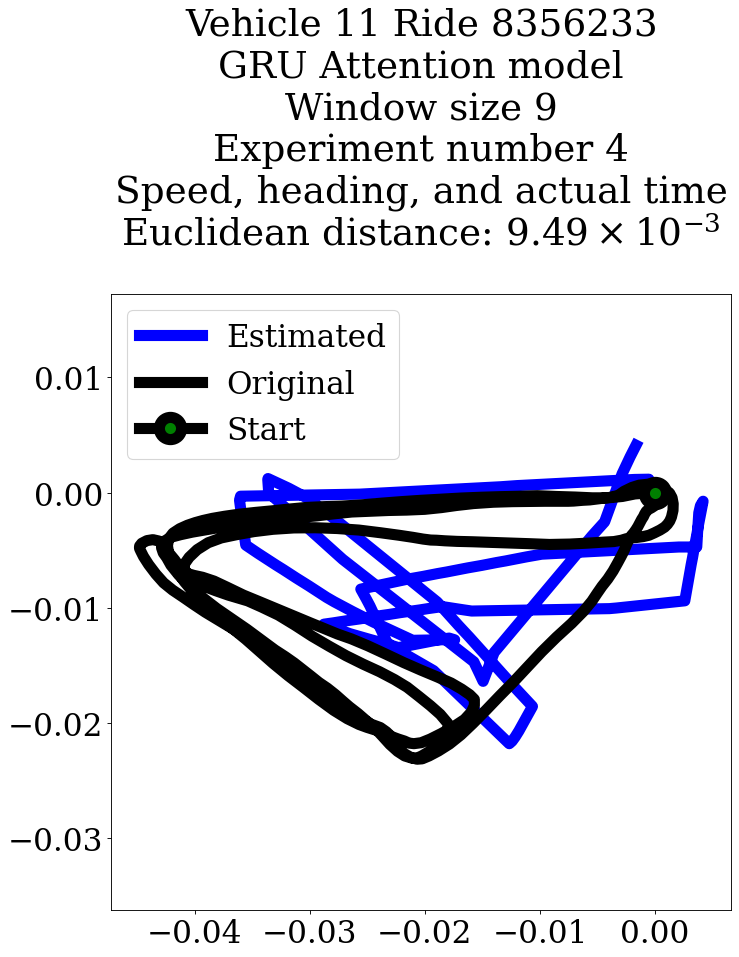 Vehicle 11 Ride 8356233
GRU Attention model
Window size 9
Experiment number 4
Speed, heading, and actual time
Euclidean distance: 9.49 × 10⁻³
Estimated
Original
Start
0.01
0.00
−0.01
−0.02
−0.03
−0.04 −0.03 −0.02 −0.01 0.00